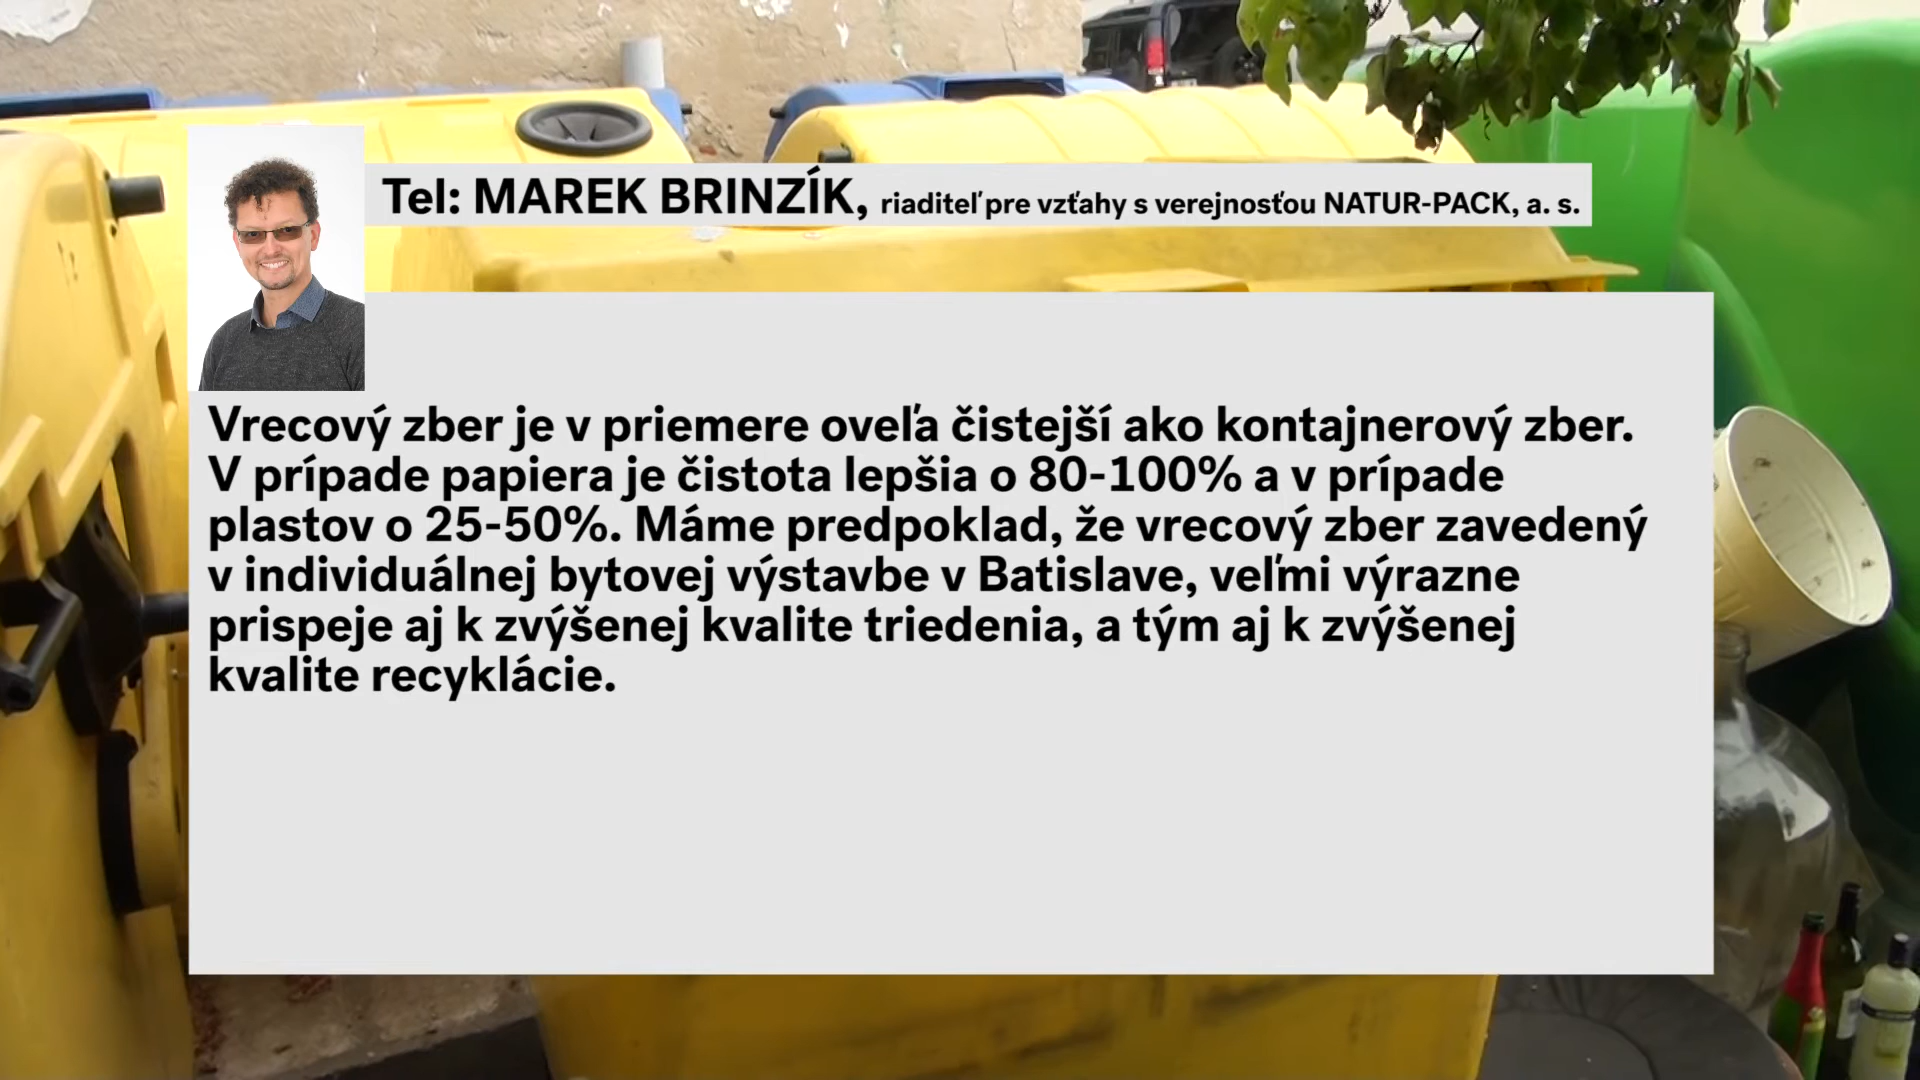 Tel: MAREK BRINZÍK, riaditeľ pre vzťahy s verejnosťou NATUR-PACK, a. s.
Vrecový zber je v priemere oveľa čistejší ako kontajnerový zber.
V prípade papiera je čistota lepšia o 80-100% a v prípade
plastov o 25-50%. Máme predpoklad, že vrecový zber zavedený
v individuálnej bytovej výstavbe v Batislave, veľmi výrazne
prispeje aj k zvýšenej kvalite triedenia, a tým aj k zvýšenej
kvalite recyklácie.